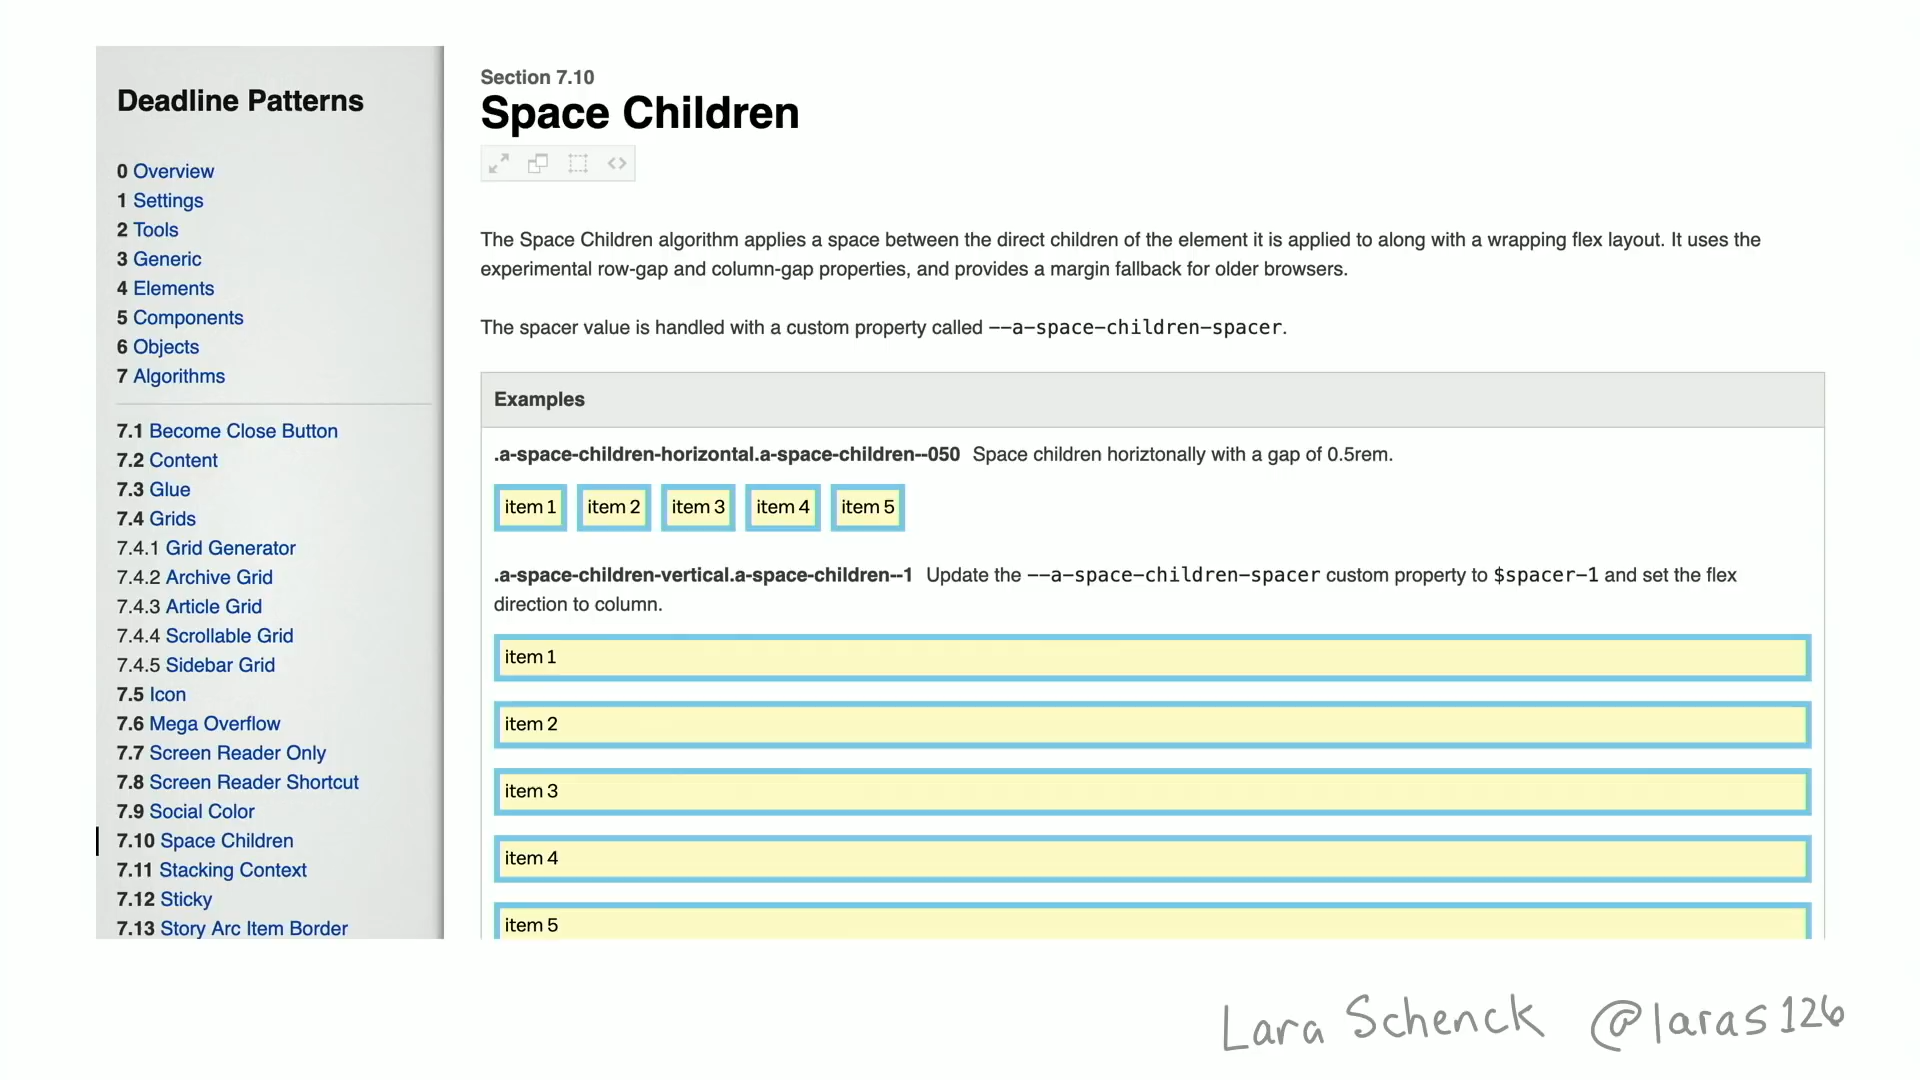 Deadline Patterns
0 Overview
1 Settings
2 Tools
3 Generic
4 Elements
5 Components
6 Objects
7 Algorithms
7.1 Become Close Button
7.2 Content
7.3 Glue
7.4 Grids
7.4.1 Grid Generator
7.4.2 Archive Grid
7.4.3 Article Grid
7.4.4 Scrollable Grid
7.4.5 Sidebar Grid
7.5 Icon
7.6 Mega Overflow
7.7 Screen Reader Only
7.8 Screen Reader Shortcut
7.9 Social Color
7.10 Space Children
7.11 Stacking Context
7.12 Sticky
7.13 Story Arc Item Border
Section 7.10
Space Children
The Space Children algorithm applies a space between the direct children of the element it is applied to along with a wrapping flex layout. It uses the
experimental row-gap and column-gap properties, and provides a margin fallback for older browsers.
The spacer value is handled with a custom property called --a-space-children-spacer.
Examples
.a-space-children-horizontal.a-space-children--050 Space children horiztonally with a gap of 0.5rem.
item 1 item 2 item 3 item 4 item 5
.a-space-children-vertical.a-space-children--1 Update the --a-space-children-spacer custom property to $spacer-1 and set the flex
direction to column.
item 1
item 2
item 3
item 4
item 5
Lara Schenck @laras126